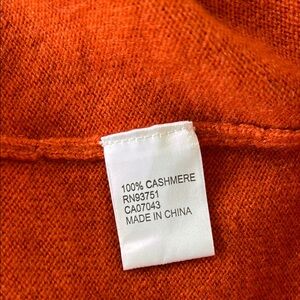 100% CASHMERE
RN93751
CA07043
MADE IN CHINA